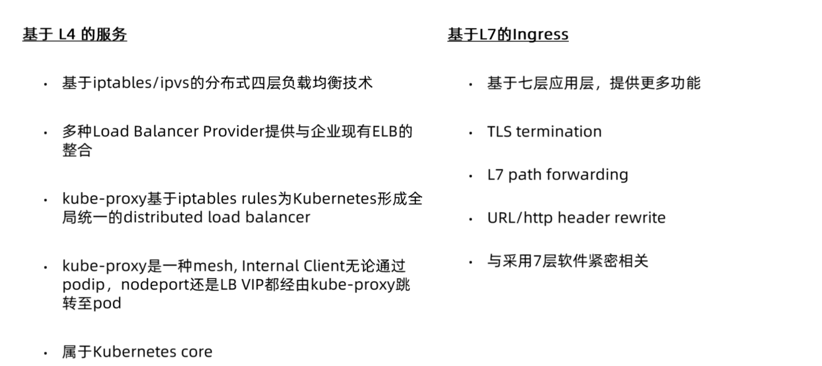 基于 L4 的服务
基于iptables/ipvs的分布式四层负载均衡技术
多种Load Balancer Provider提供与企业现有ELB的
整合
kube-proxy基于iptables rules为Kubernetes形成全
局统一的distributed load balancer
kube-proxy是一种mesh, Internal Client无论通过
podip，nodeport还是LB VIP都经由kube-proxy跳
转至pod
属于Kubernetes core
基于L7的Ingress
基于七层应用层，提供更多功能
TLS termination
L7 path forwarding
URL/http header rewrite
与采用7层软件紧密相关